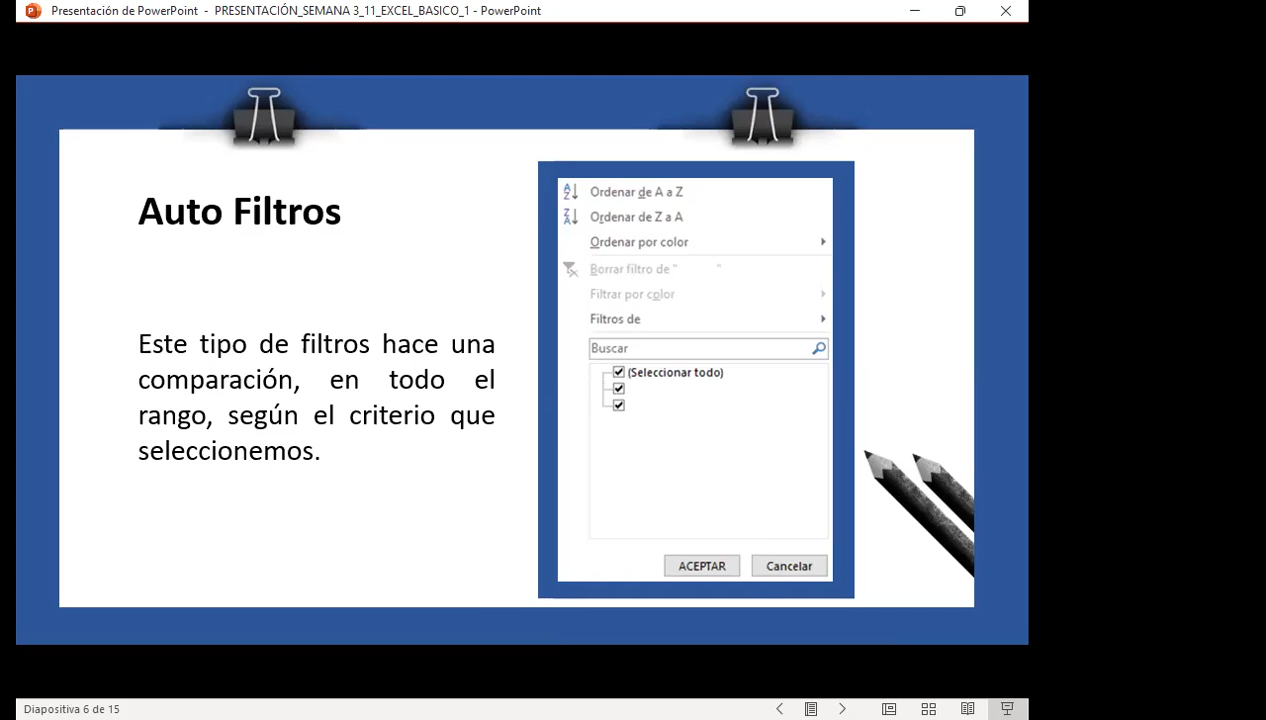 Presentación de PowerPoint - PRESENTACIÓN_SEMANA 3_11_EXCEL_BASICO_1 - PowerPoint
Auto Filtros
Este tipo de filtros hace una
comparación, en todo el
rango, según el criterio que
seleccionemos.
Ordenar de A a Z
Ordenar de Z a A
Ordenar por color
Borrar filtro de " "
Filtrar por color
Filtros de
Buscar
(Seleccionar todo)
ACEPTAR Cancelar
Diapositiva 6 de 15